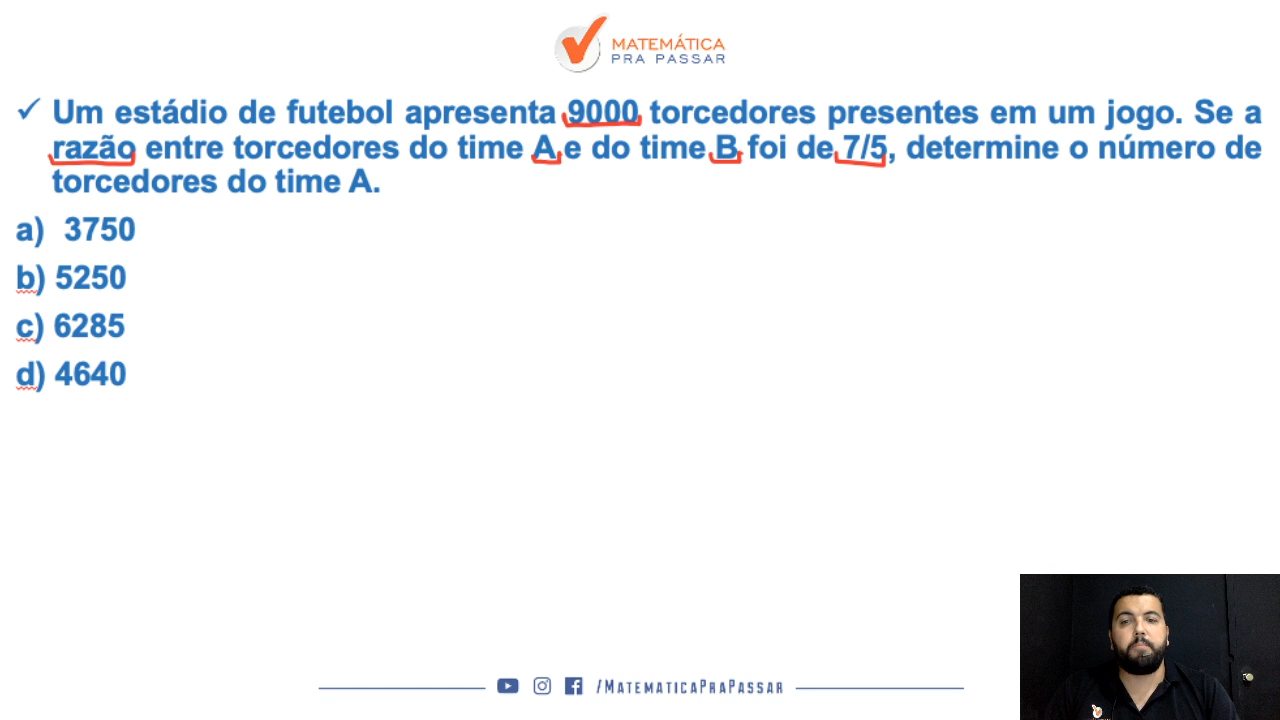 MATEMÁTICA
PRA PASSAR
✓ Um estádio de futebol apresenta 9000 torcedores presentes em um jogo. Se a
razão entre torcedores do time A e do time B foi de 7/5, determine o número de
torcedores do time A.
a) 3750
b) 5250
c) 6285
d) 4640
/MATEMATICAPRAPASSAR